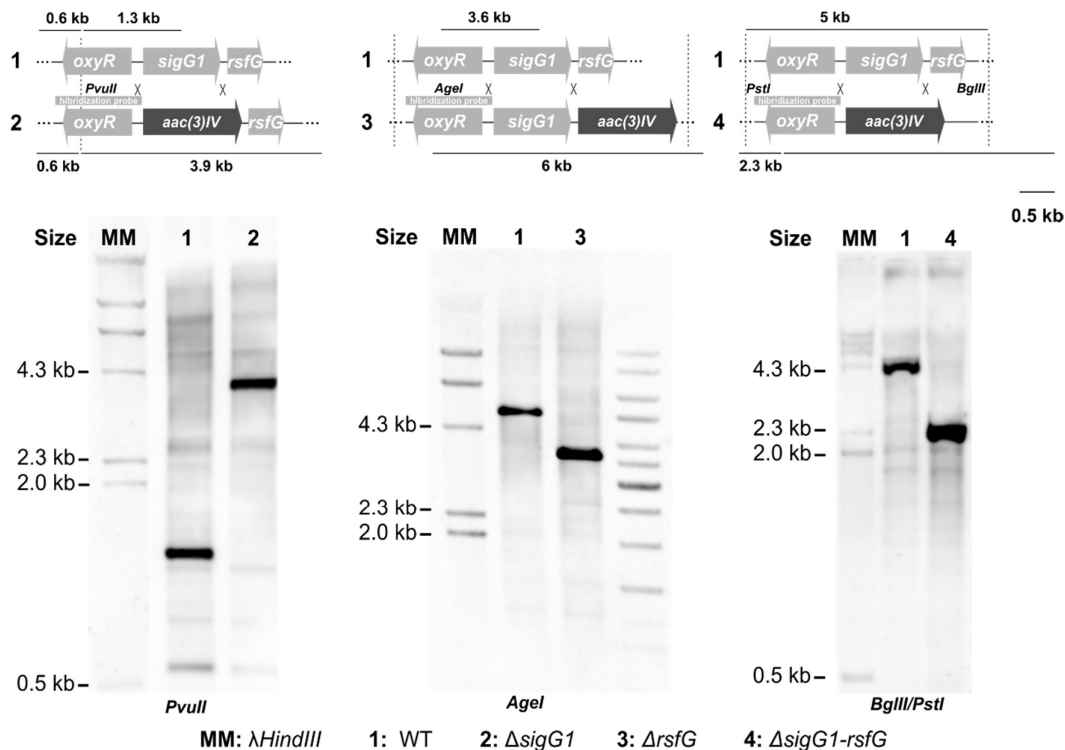 0.6 kb 1.3 kb
1 ... oxyR sigG1 rsfG ...
PvuII X X
hibridization probe
2 ... oxyR aac(3)IV rsfG ...
0.6 kb 3.9 kb
3.6 kb
1 ... oxyR sigG1 rsfG ...
AgeI X X
hibridization probe
3 ... oxyR sigG1 aac(3)IV ...
6 kb
5 kb
1 ... oxyR sigG1 rsfG ...
PstI X X BglII
hibridization probe
4 ... oxyR aac(3)IV ...
2.3 kb
0.5 kb
Size MM 1 2
4.3 kb
2.3 kb
2.0 kb
0.5 kb
PvuII
Size MM 1 3
4.3 kb
2.3 kb
2.0 kb
AgeI
Size MM 1 4
4.3 kb
2.3 kb
2.0 kb
0.5 kb
BglII/PstI
MM: λHindIII 1: WT 2: ΔsigG1 3: ΔrsfG 4: ΔsigG1-rsfG